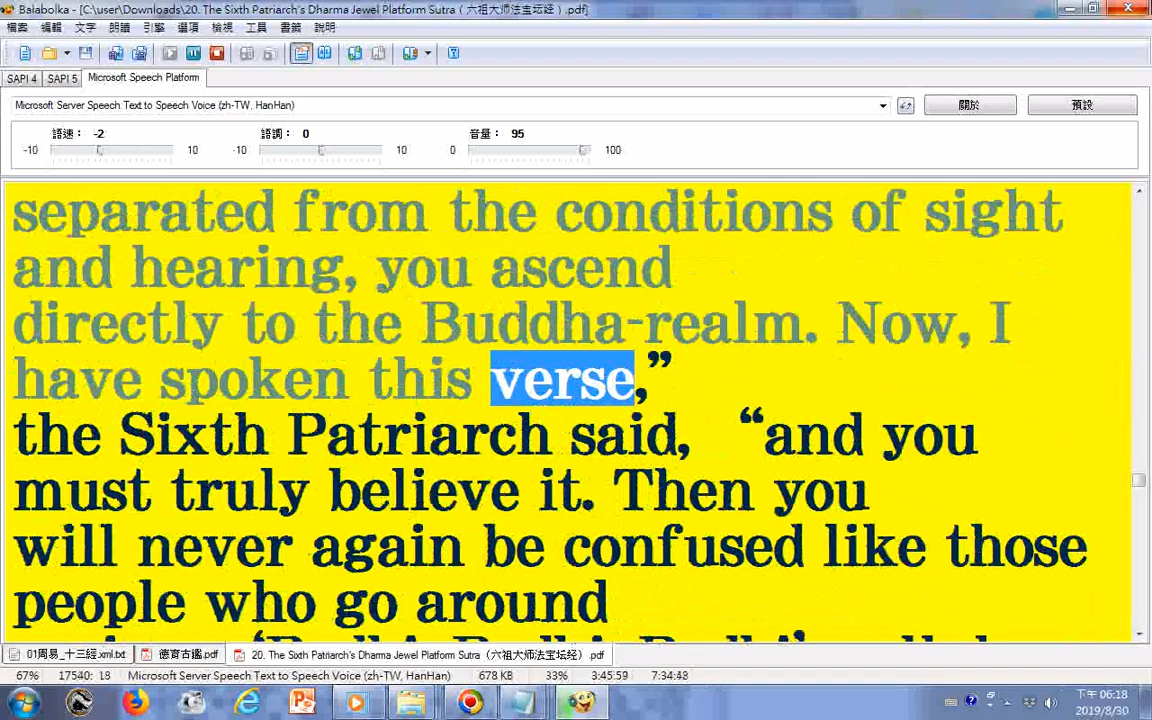 Balabolka - [C:\user\Downloads\20. The Sixth Patriarch's Dharma Jewel Platform Sutra（六祖大师法宝坛经）.pdf]
檔案 編輯 文字 朗讀 引擎 選項 檢視 工具 書籤 說明
SAPI 4 SAPI 5 Microsoft Speech Platform
Microsoft Server Speech Text to Speech Voice (zh-TW, HanHan) 關於 預設
語速： -2 語調： 0 音量： 95
-10 10 -10 10 0 100
separated from the conditions of sight
and hearing, you ascend
directly to the Buddha-realm. Now, I
have spoken this verse,”
the Sixth Patriarch said, “and you
must truly believe it. Then you
will never again be confused like those
people who go around
01周易_十三經.xml.txt 德育古鑑.pdf 20. The Sixth Patriarch's Dharma Jewel Platform Sutra（六祖大师法宝坛经）.pdf
67% 17540: 18 Microsoft Server Speech Text to Speech Voice (zh-TW, HanHan) 678 KB 33% 3:45:59 7:34:43
下午 06:18
2019/8/30